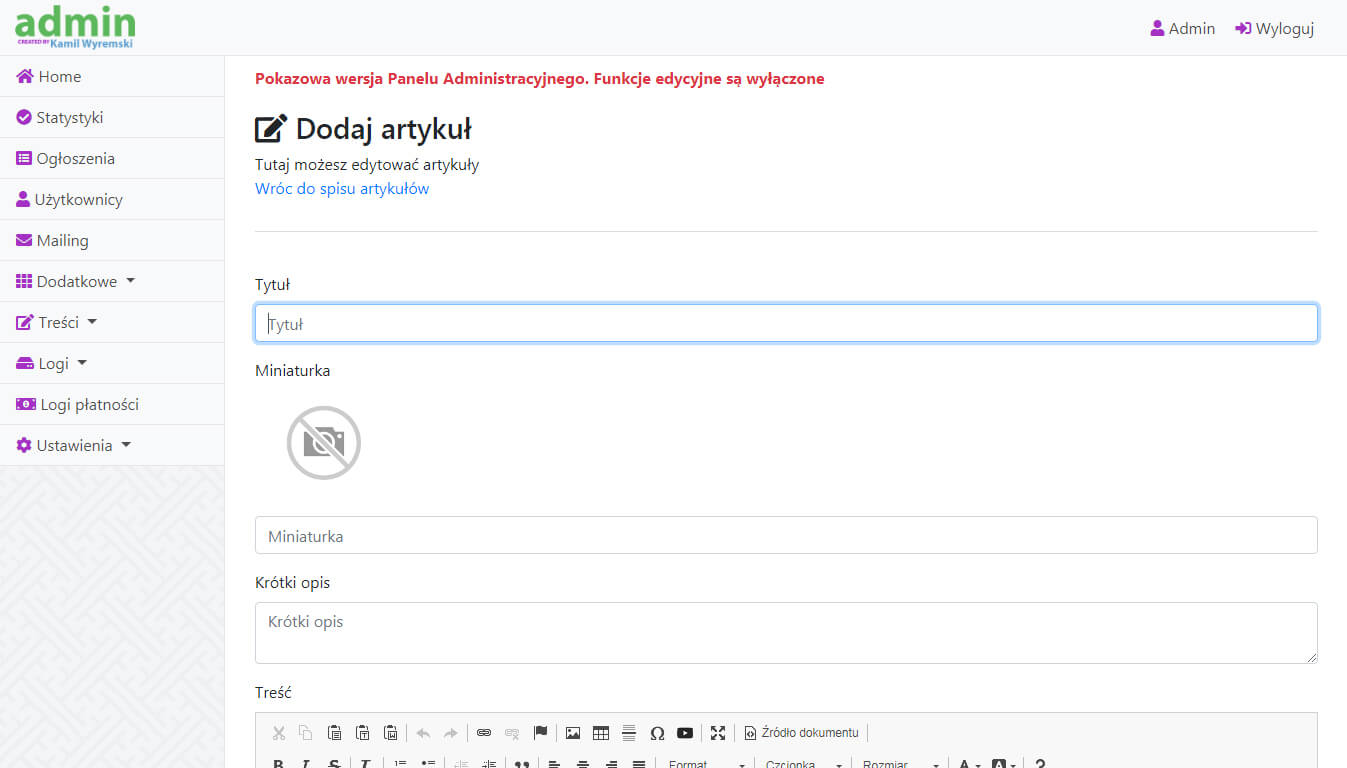 admin
CREATED BY Kamil Wyremski
Admin
Wyloguj
Home
Statystyki
Ogłoszenia
Użytkownicy
Mailing
Dodatkowe
Treści
Logi
Logi płatności
Ustawienia
Pokazowa wersja Panelu Administracyjnego. Funkcje edycyjne są wyłączone
Dodaj artykuł
Tutaj możesz edytować artykuły
Wróc do spisu artykułów
Tytuł
Tytuł
Miniaturka
Miniaturka
Krótki opis
Krótki opis
Treść
Źródło dokumentu
Format
Czcionka
Rozmiar